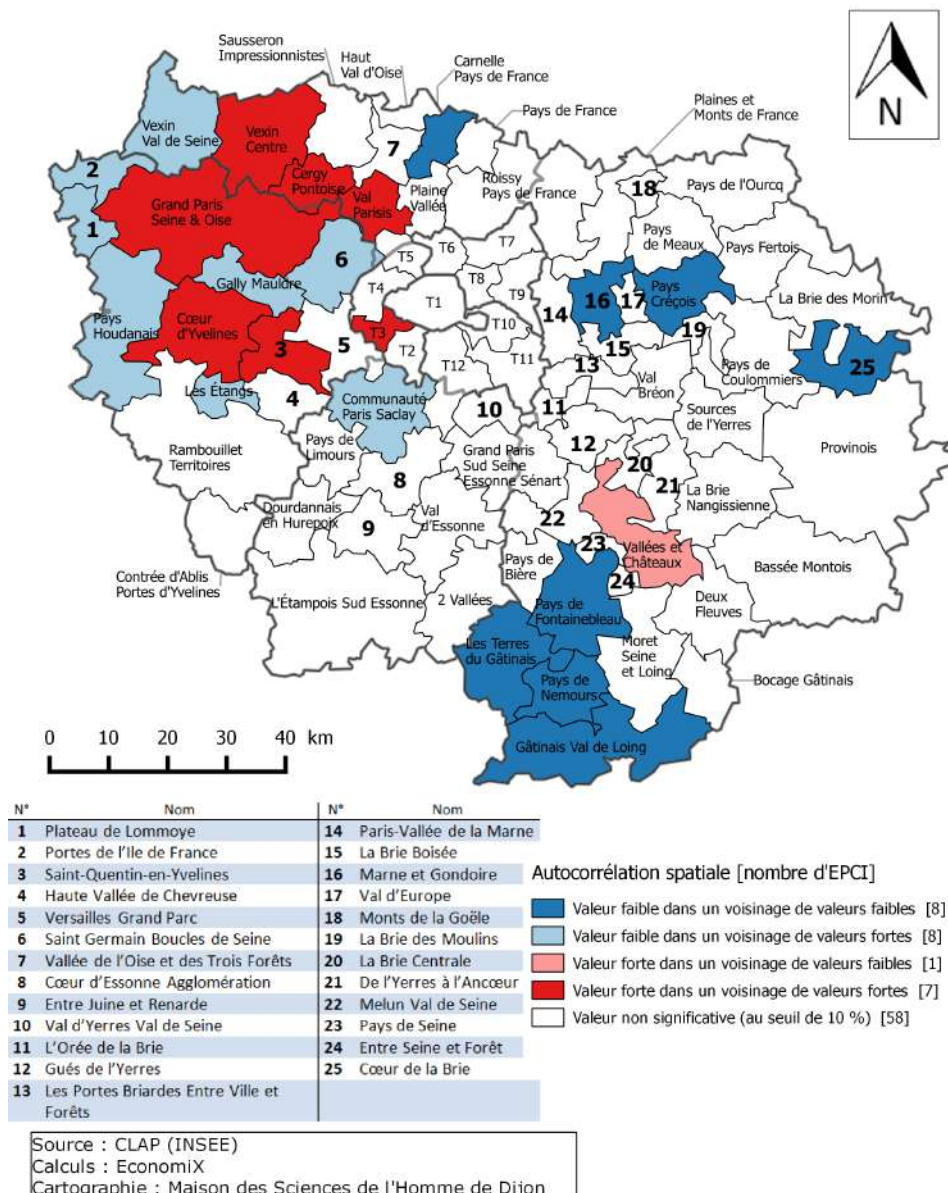 Sausseron
Impressionnistes
Haut
Val d'Oise
Carnelle
Pays de France
Pays de France
Plaines et
Monts de France
N
Vexin
Val de Seine
Vexin
Centre
7
2
Cergy
Pontoise
Val
Parisis
Plaine
Vallée
Roissy
Pays de France
18
Pays de l'Ourcq
Grand Paris
Seine & Oise
1
6
Pays
de Meaux
Pays Fertois
T5
T6
T7
T4
T8
T9
T1
Gally Mauldre
16
17
Pays
Créçois
La Brie des Morin
Pays
Houdanais
Cœur
d'Yvelines
3
5
T3
T2
T10
T11
T12
14
15
19
13
25
Les Étangs
4
Communauté
Paris Saclay
10
11
Val
Bréon
Pays de
Coulommiers
Rambouillet
Territoires
Pays de
Limours
8
Grand Paris
Sud Seine
Essonne Sénart
12
Sources
de l'Yerres
Provinois
20
21
La Brie
Nangissienne
Dourdannais
en Hurepoix
9
Val
d'Essonne
22
23
Vallées et
Châteaux
24
Bassée Montois
Contrée d'Ablis
Portes d'Yvelines
L'Étampois Sud Essonne
2 Vallées
Pays de
Bière
Pays de
Fontainebleau
Deux
Fleuves
Les Terres
du Gâtinais
Moret
Seine
et Loing
Pays de
Nemours
Bocage Gâtinais
Gâtinais Val de Loing
0 10 20 30 40 km
N° Nom N° Nom
1 Plateau de Lommoye 14 Paris-Vallée de la Marne
2 Portes de l'Ile de France 15 La Brie Boisée
3 Saint-Quentin-en-Yvelines 16 Marne et Gondoire
4 Haute Vallée de Chevreuse 17 Val d'Europe
5 Versailles Grand Parc 18 Monts de la Goële
6 Saint Germain Boucles de Seine 19 La Brie des Moulins
7 Vallée de l'Oise et des Trois Forêts 20 La Brie Centrale
8 Cœur d'Essonne Agglomération 21 De l'Yerres à l'Ancœur
9 Entre Juine et Renarde 22 Melun Val de Seine
10 Val d'Yerres Val de Seine 23 Pays de Seine
11 L'Orée de la Brie 24 Entre Seine et Forêt
12 Gués de l'Yerres 25 Cœur de la Brie
13 Les Portes Briardes Entre Ville et
Forêts
Autocorrélation spatiale [nombre d'EPCI]
Valeur faible dans un voisinage de valeurs faibles [8]
Valeur faible dans un voisinage de valeurs fortes [8]
Valeur forte dans un voisinage de valeurs faibles [1]
Valeur forte dans un voisinage de valeurs fortes [7]
Valeur non significative (au seuil de 10 %) [58]
Source : CLAP (INSEE)
Calculs : EconomiX
Cartographie : Maison des Sciences de l'Homme de Dijon